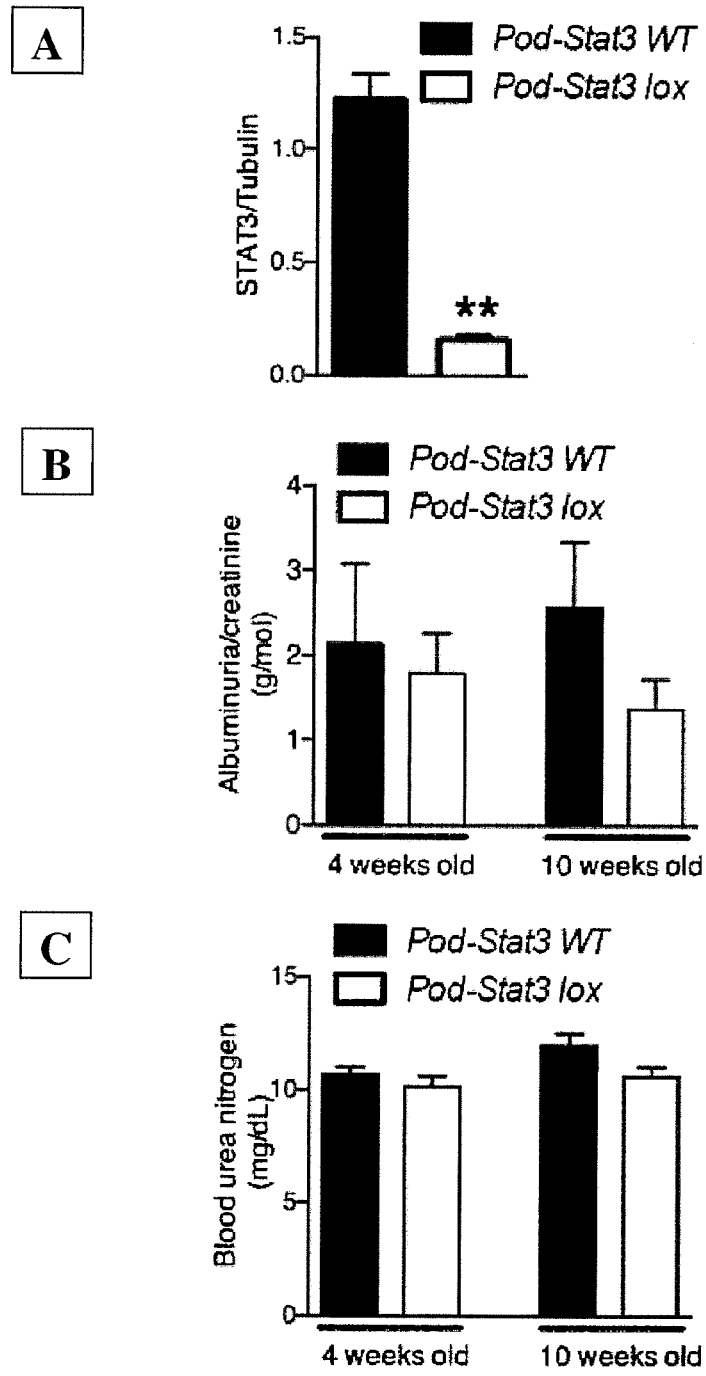 A
Pod-Stat3 WT
Pod-Stat3 lox
STAT3/Tubulin
1.5
1.0
0.5
0.0
**
B
Pod-Stat3 WT
Pod-Stat3 lox
Albuminuria/creatinine
(g/mol)
4
3
2
1
0
4 weeks old
10 weeks old
C
Pod-Stat3 WT
Pod-Stat3 lox
Blood urea nitrogen
(mg/dL)
15
10
5
0
4 weeks old
10 weeks old